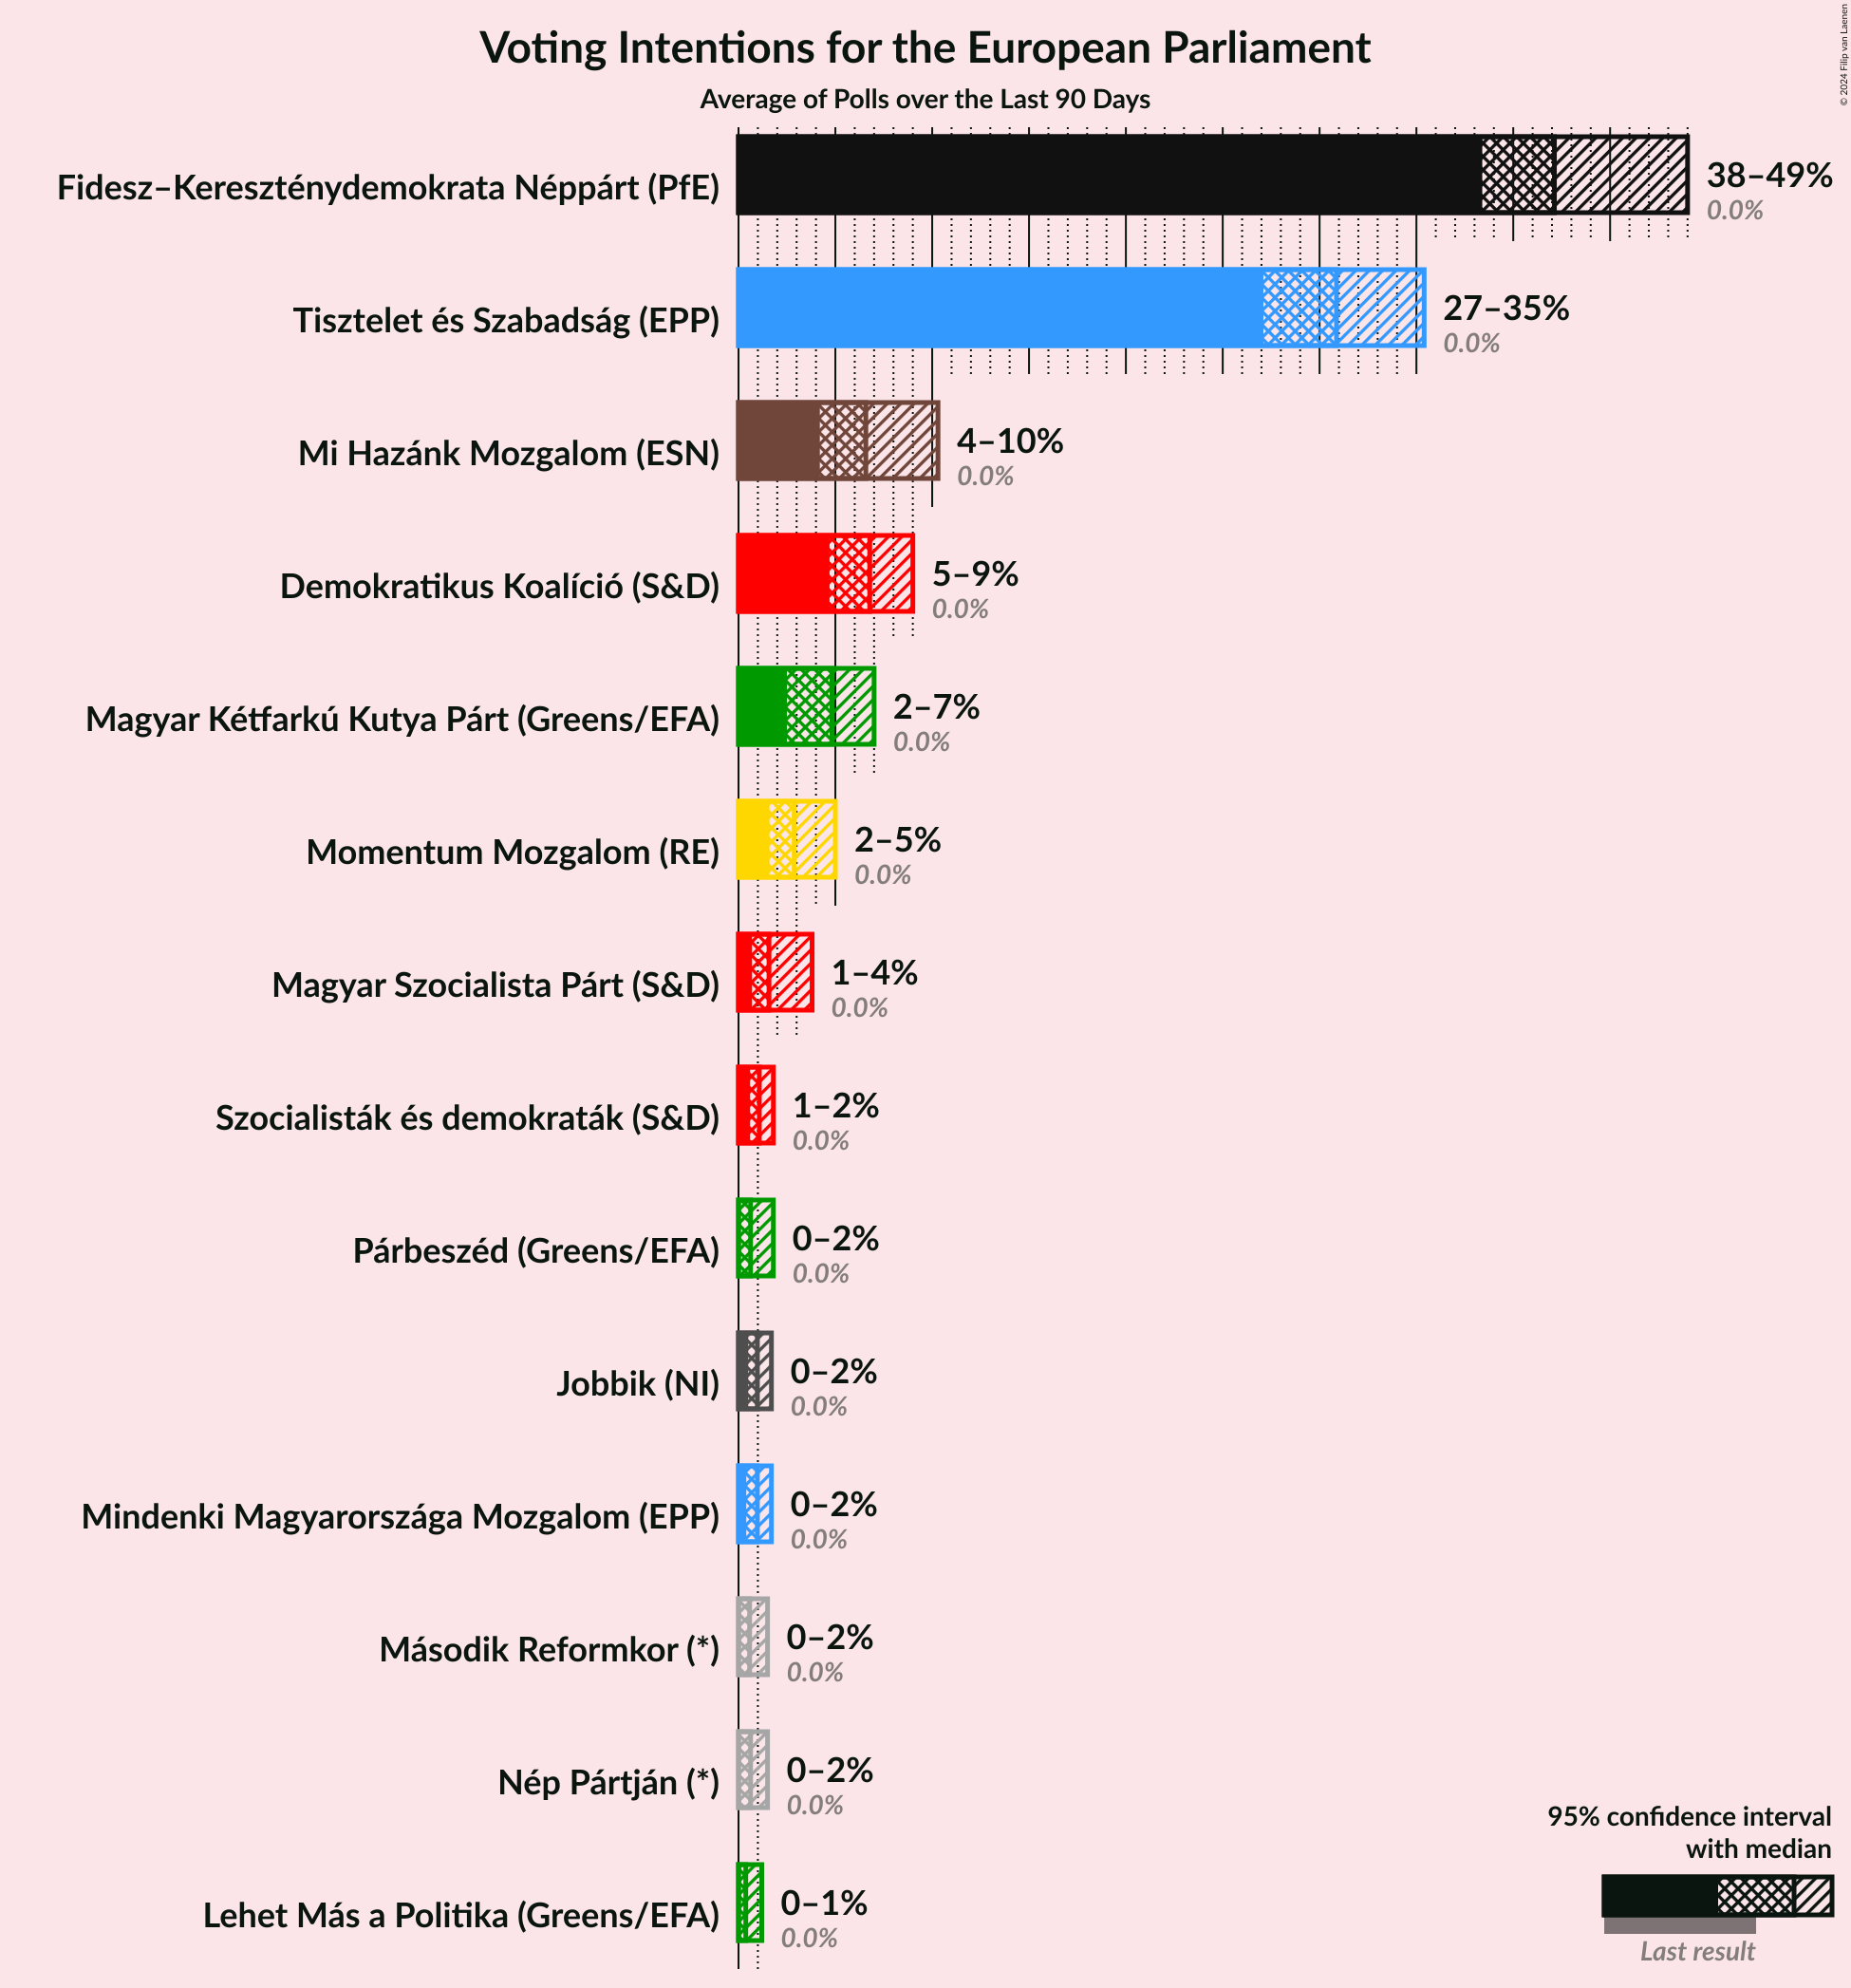 Voting Intentions for the European Parliament
Average of Polls over the Last 90 Days
© 2024 Filip van Laenen
Fidesz–Kereszténydemokrata Néppárt (PfE)
38–49%
0.0%
Tisztelet és Szabadság (EPP)
27–35%
0.0%
Mi Hazánk Mozgalom (ESN)
4–10%
0.0%
Demokratikus Koalíció (S&D)
5–9%
0.0%
Magyar Kétfarkú Kutya Párt (Greens/EFA)
2–7%
0.0%
Momentum Mozgalom (RE)
2–5%
0.0%
Magyar Szocialista Párt (S&D)
1–4%
0.0%
Szocialisták és demokraták (S&D)
1–2%
0.0%
Párbeszéd (Greens/EFA)
0–2%
0.0%
Jobbik (NI)
0–2%
0.0%
Mindenki Magyarországa Mozgalom (EPP)
0–2%
0.0%
Második Reformkor (*)
0–2%
0.0%
Nép Pártján (*)
0–2%
0.0%
Lehet Más a Politika (Greens/EFA)
0–1%
0.0%
95% confidence interval
with median
Last result